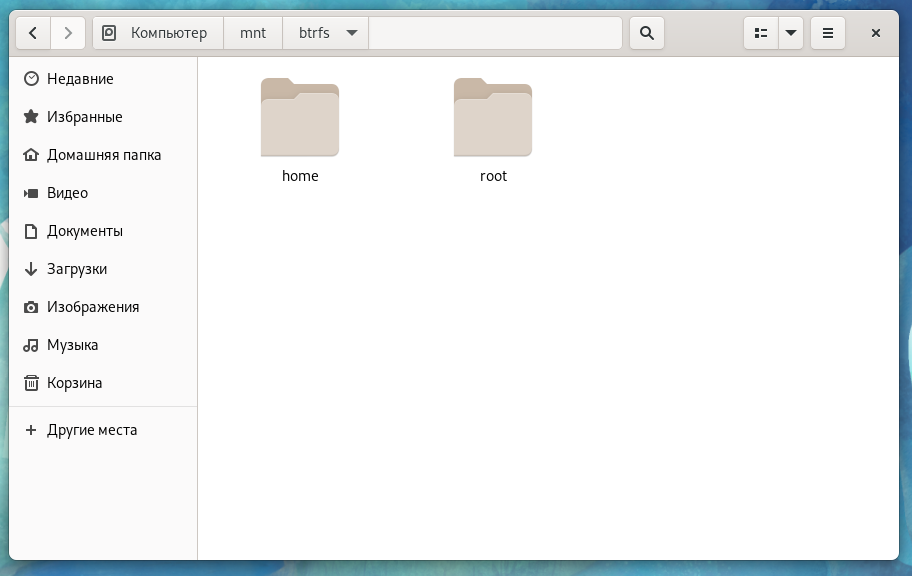 Компьютер mnt btrfs
Недавние
Избранные
Домашняя папка
Видео
Документы
Загрузки
Изображения
Музыка
Корзина
Другие места
home root